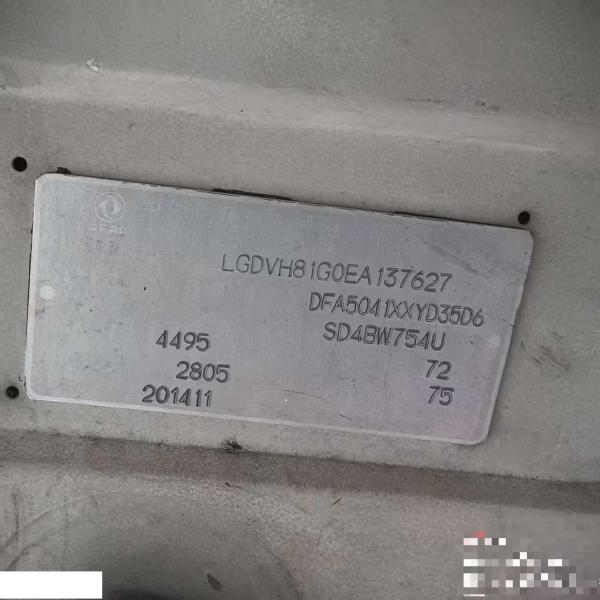 LGDVH81G0EA137627
DFA5041XXYD35D6
4495 SD4BW754U
2805 72
201411 75